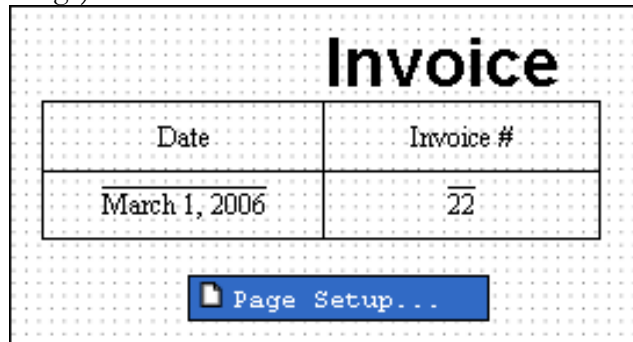 Invoice
Date Invoice #
March 1, 2006 22
Page Setup...